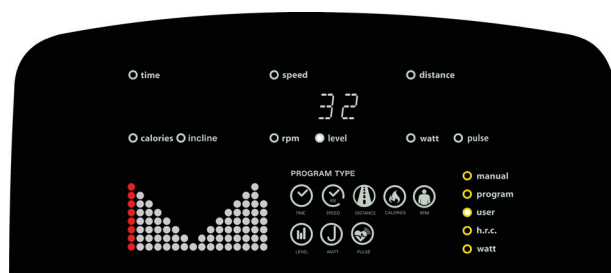 time speed distance
32
calories incline rpm level watt pulse
PROGRAM TYPE
manual
program
user
h.r.c.
watt
KM
TIME SPEED DISTANCE CALORIES RPM
LEVEL WATT PULSE